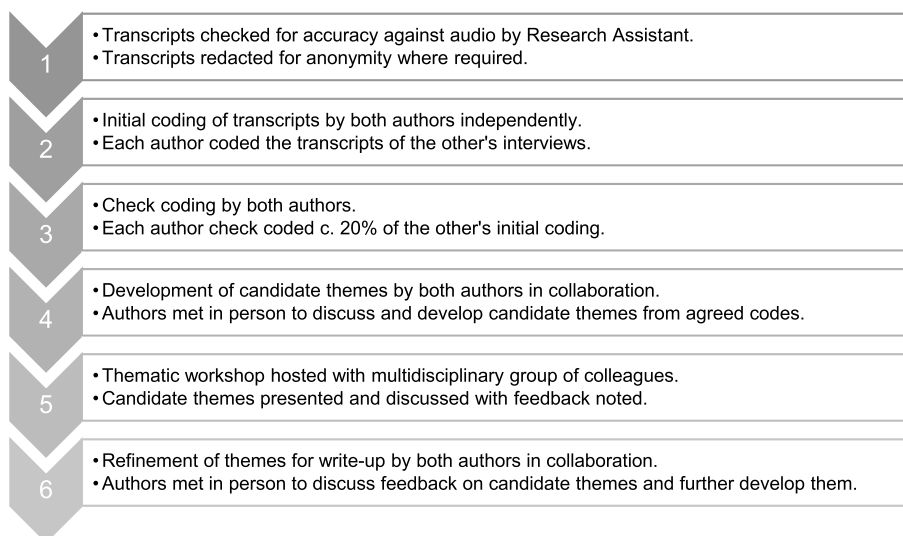 1
• Transcripts checked for accuracy against audio by Research Assistant.
• Transcripts redacted for anonymity where required.
2
• Initial coding of transcripts by both authors independently.
• Each author coded the transcripts of the other's interviews.
3
• Check coding by both authors.
• Each author check coded c. 20% of the other's initial coding.
4
• Development of candidate themes by both authors in collaboration.
• Authors met in person to discuss and develop candidate themes from agreed codes.
5
• Thematic workshop hosted with multidisciplinary group of colleagues.
• Candidate themes presented and discussed with feedback noted.
6
• Refinement of themes for write-up by both authors in collaboration.
• Authors met in person to discuss feedback on candidate themes and further develop them.